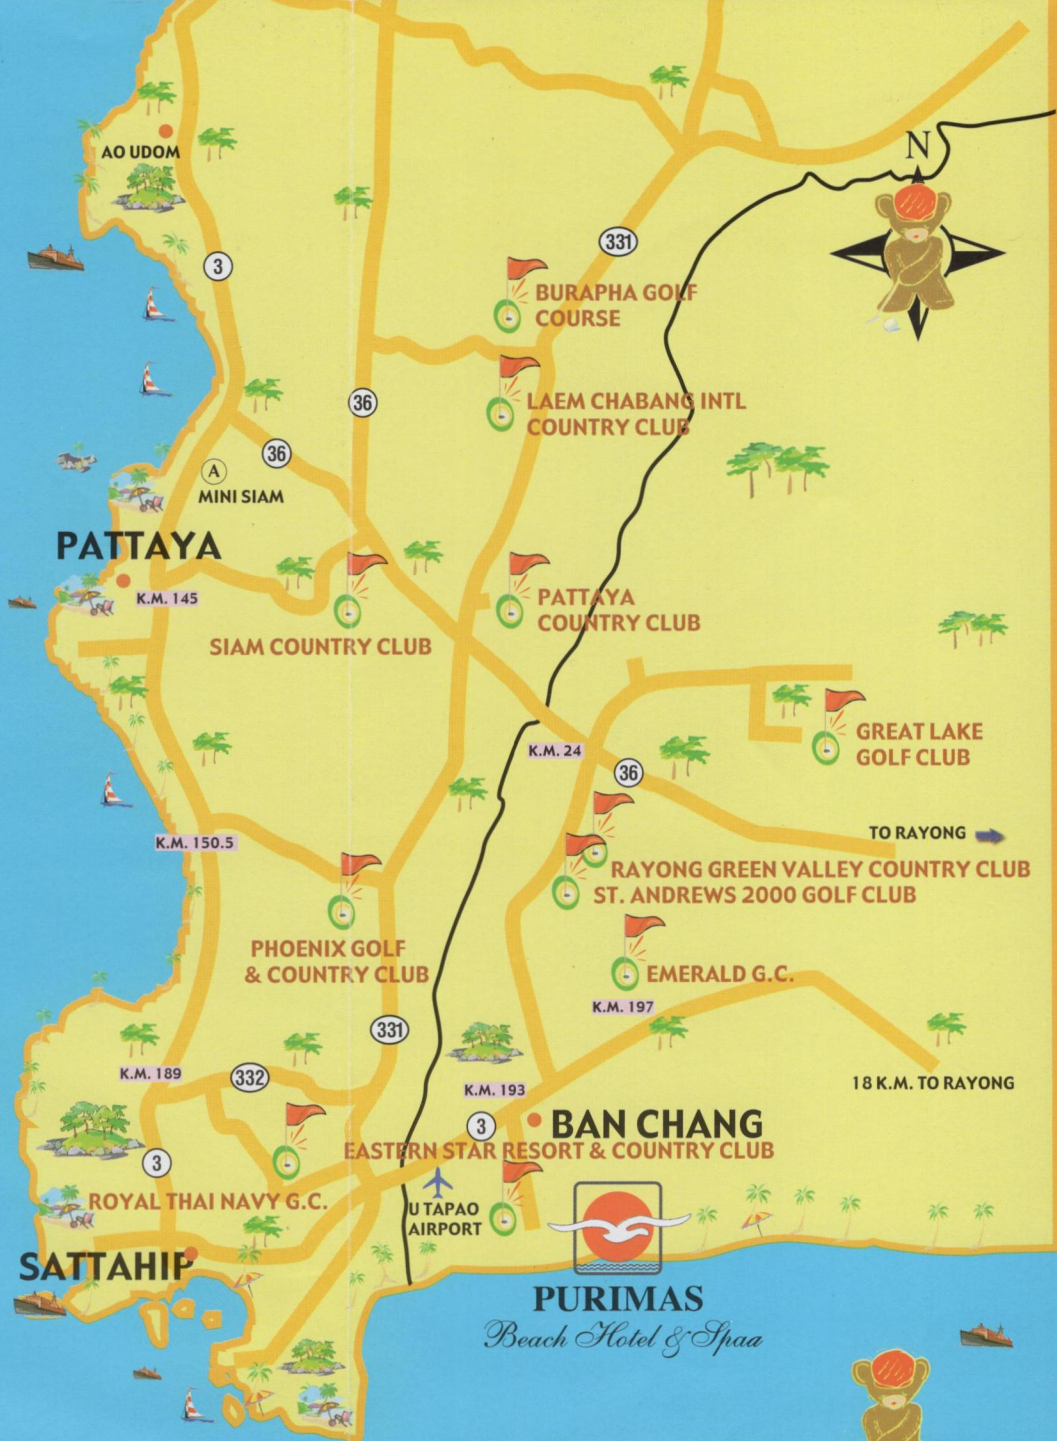 N
AO UDOM
3
331
BURAPHA GOLF
COURSE
LAEM CHABANG INTL
COUNTRY CLUB
36
36
A
MINI SIAM
PATTAYA
K.M. 145
SIAM COUNTRY CLUB
PATTAYA
COUNTRY CLUB
GREAT LAKE
GOLF CLUB
K.M. 24
36
TO RAYONG
K.M. 150.5
RAYONG GREEN VALLEY COUNTRY CLUB
ST. ANDREWS 2000 GOLF CLUB
PHOENIX GOLF
& COUNTRY CLUB
EMERALD G.C.
K.M. 197
331
K.M. 189
332
K.M. 193
18 K.M. TO RAYONG
3
BAN CHANG
EASTERN STAR RESORT & COUNTRY CLUB
3
ROYAL THAI NAVY G.C.
U TAPAO
AIRPORT
SATTAHIP
PURIMAS
Beach Hotel & Spaa